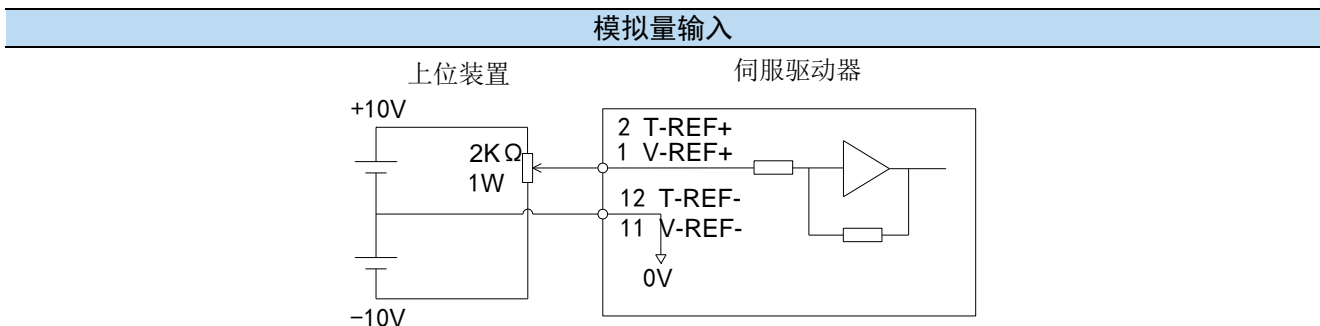 模拟量输入
上位装置
伺服驱动器
+10V
2 T-REF+
2KΩ
1 V-REF+
1W
12 T-REF-
11 V-REF-
0V
-10V